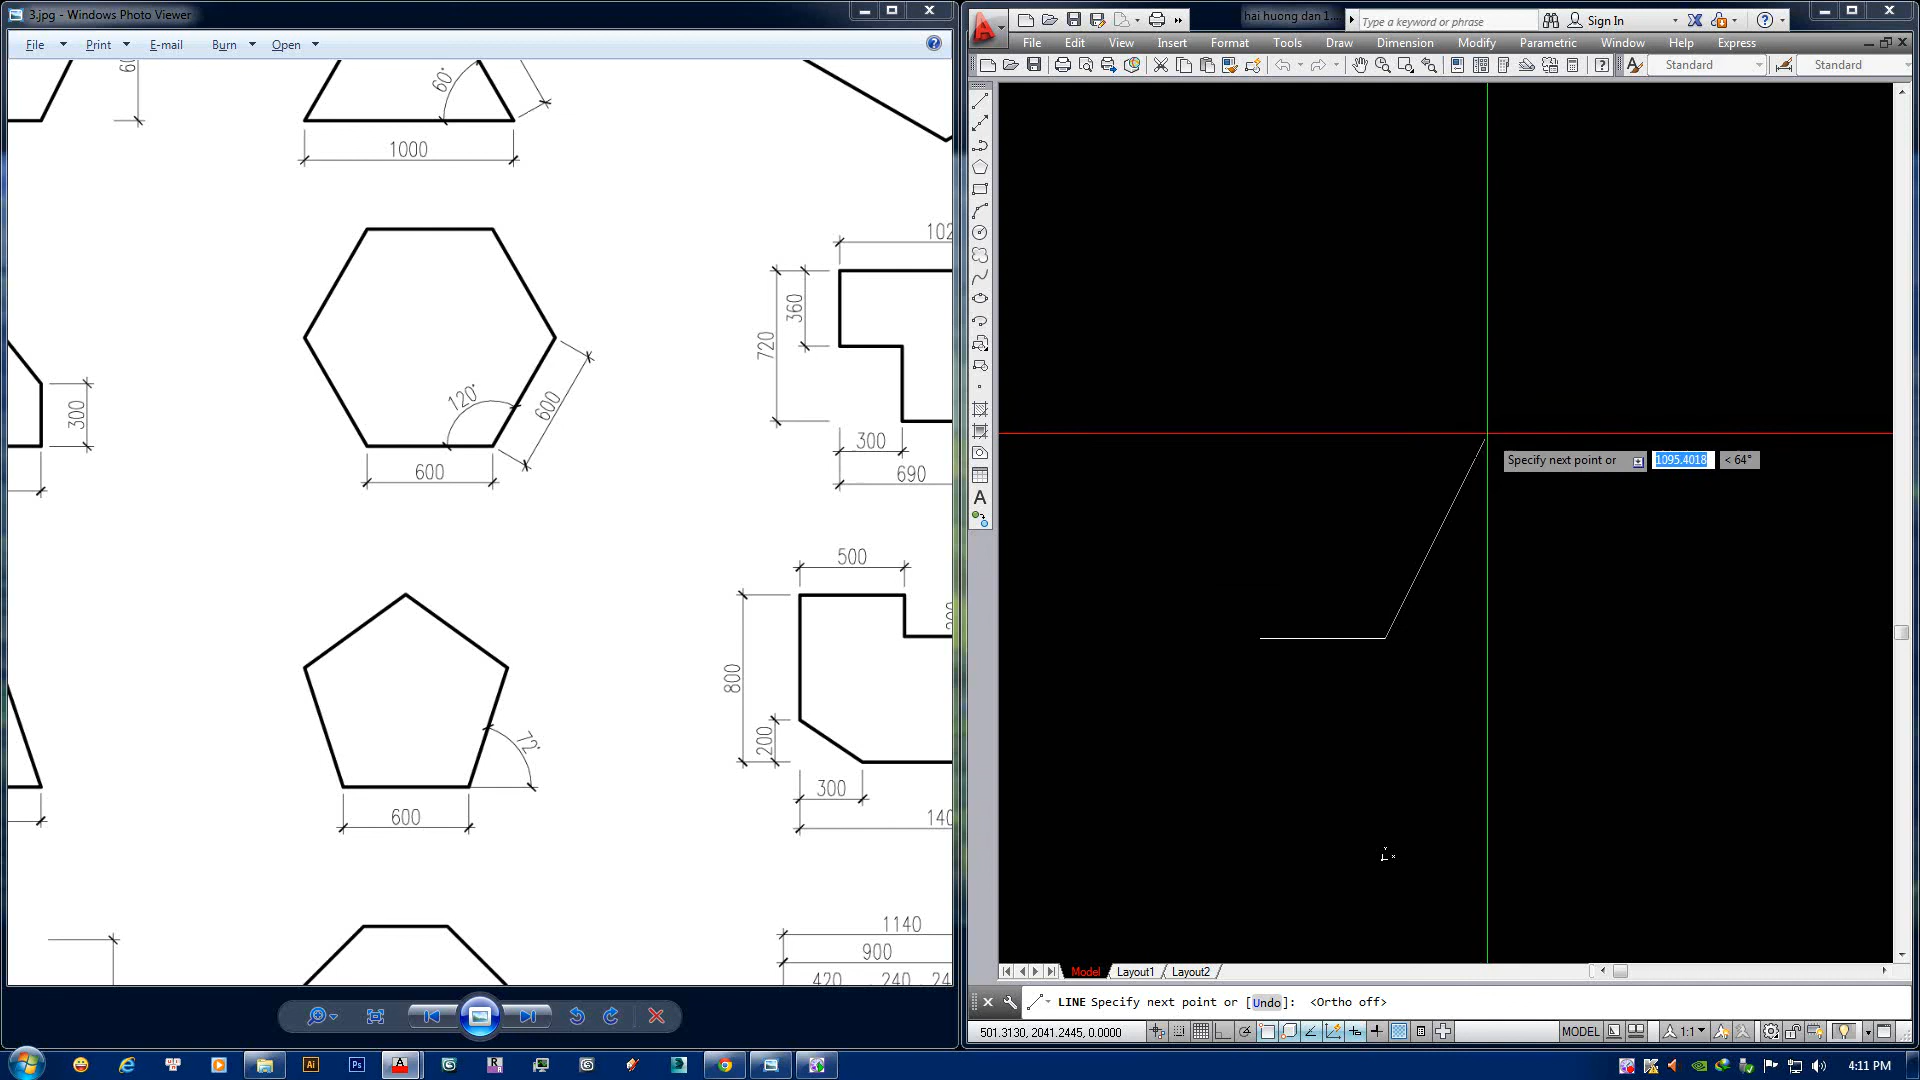 3.jpg - Windows Photo Viewer
File Print E-mail Burn Open
60°
1000
300
120°
600
600
102
360
720
300
690
500
800
200
300
140
72°
600
1140
900
420 240 24
hai huong dan 1....
Type a keyword or phrase
Sign In
File Edit View Insert Format Tools Draw Dimension Modify Parametric Window Help Express
Standard
Standard
A
Specify next point or 1095.4018 < 64°
Model Layout1 Layout2
LINE Specify next point or [Undo]: <Ortho off>
501.3130, 2041.2445, 0.0000
MODEL
1:1
Ai
Ps
4:11 PM